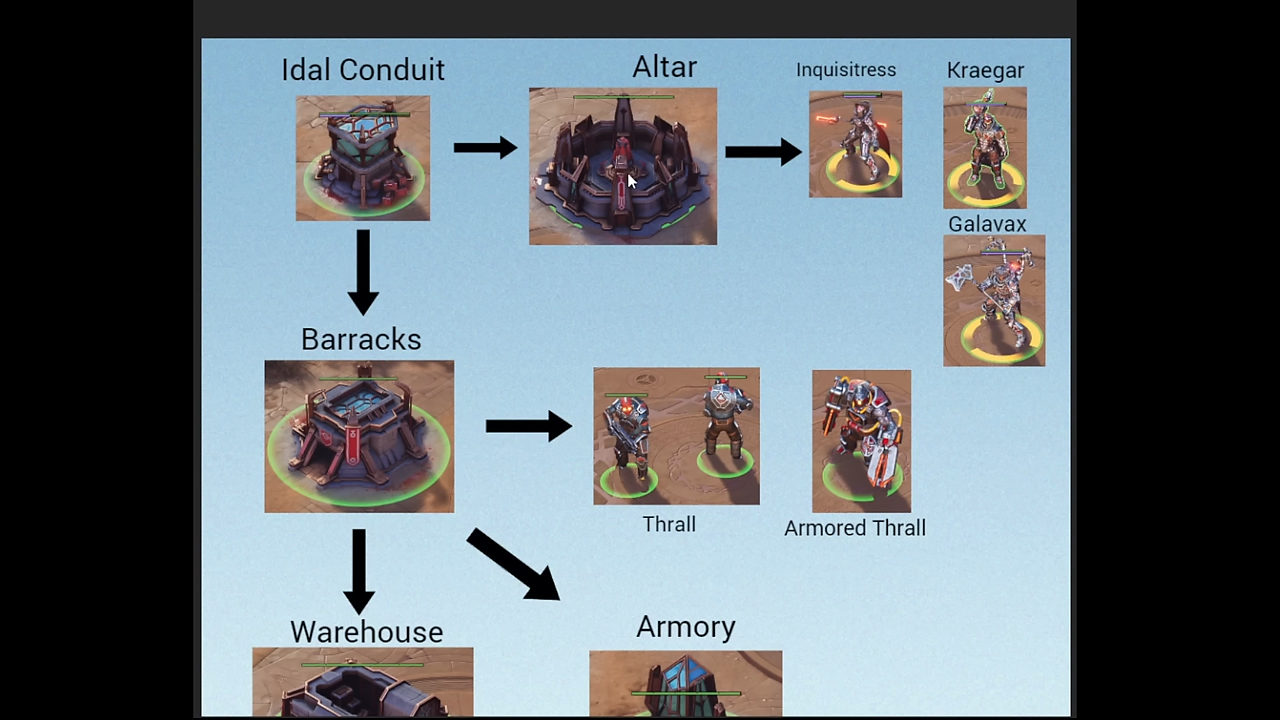 Idal Conduit
Altar
Inquisitress
Kraegar
Galavax
Barracks
Thrall
Armored Thrall
Warehouse
Armory